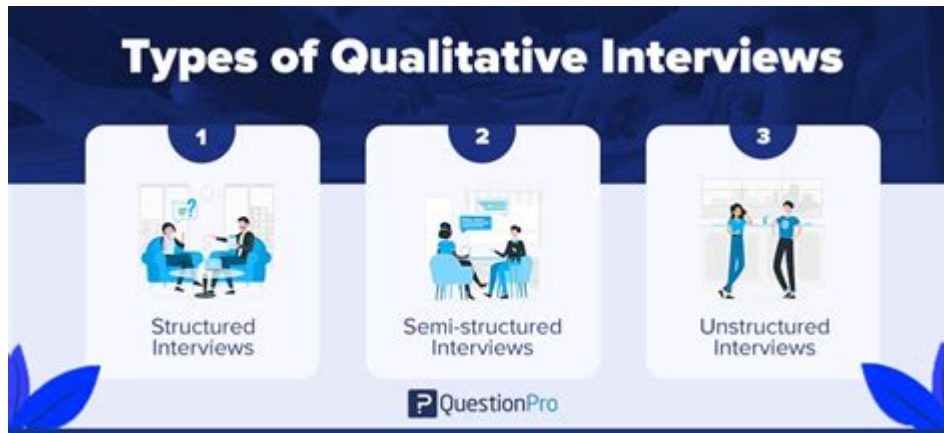 Types of Qualitative Interviews
1
2
3
?
Structured
Interviews
Semi-structured
Interviews
Unstructured
Interviews
QuestionPro